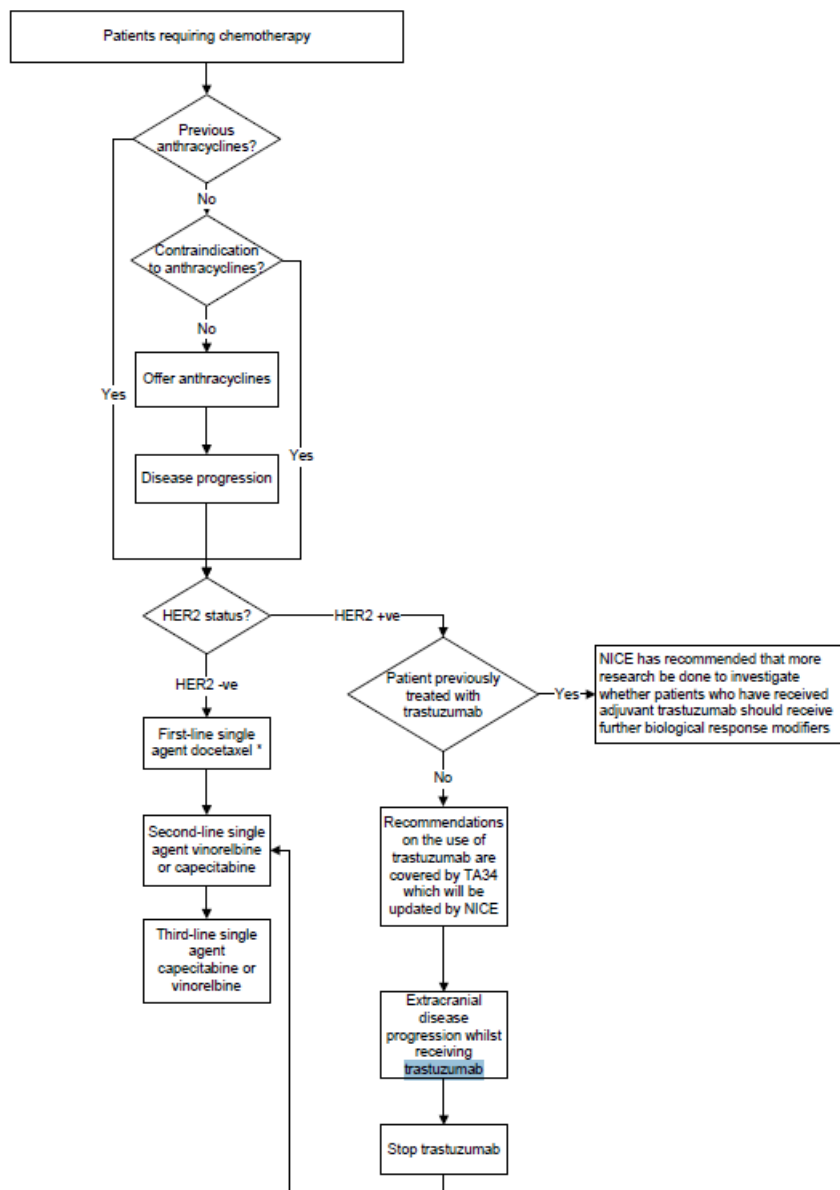 Patients requiring chemotherapy
Previous
anthracyclines?
No
Contraindication
to anthracyclines?
No
Offer anthracyclines
Yes
Yes
Disease progression
HER2 status?
HER2 +ve
HER2 -ve
Patient previously
treated with
trastuzumab
Yes
NICE has recommended that more
research be done to investigate
whether patients who have received
adjuvant trastuzumab should receive
further biological response modifiers
First-line single
agent docetaxel *
No
Second-line single
agent vinorelbine
or capecitabine
Recommendations
on the use of
trastuzumab are
covered by TA34
which will be
updated by NICE
Third-line single
agent
capecitabine or
vinorelbine
Extracranial
disease
progression whilst
receiving
trastuzumab
Stop trastuzumab